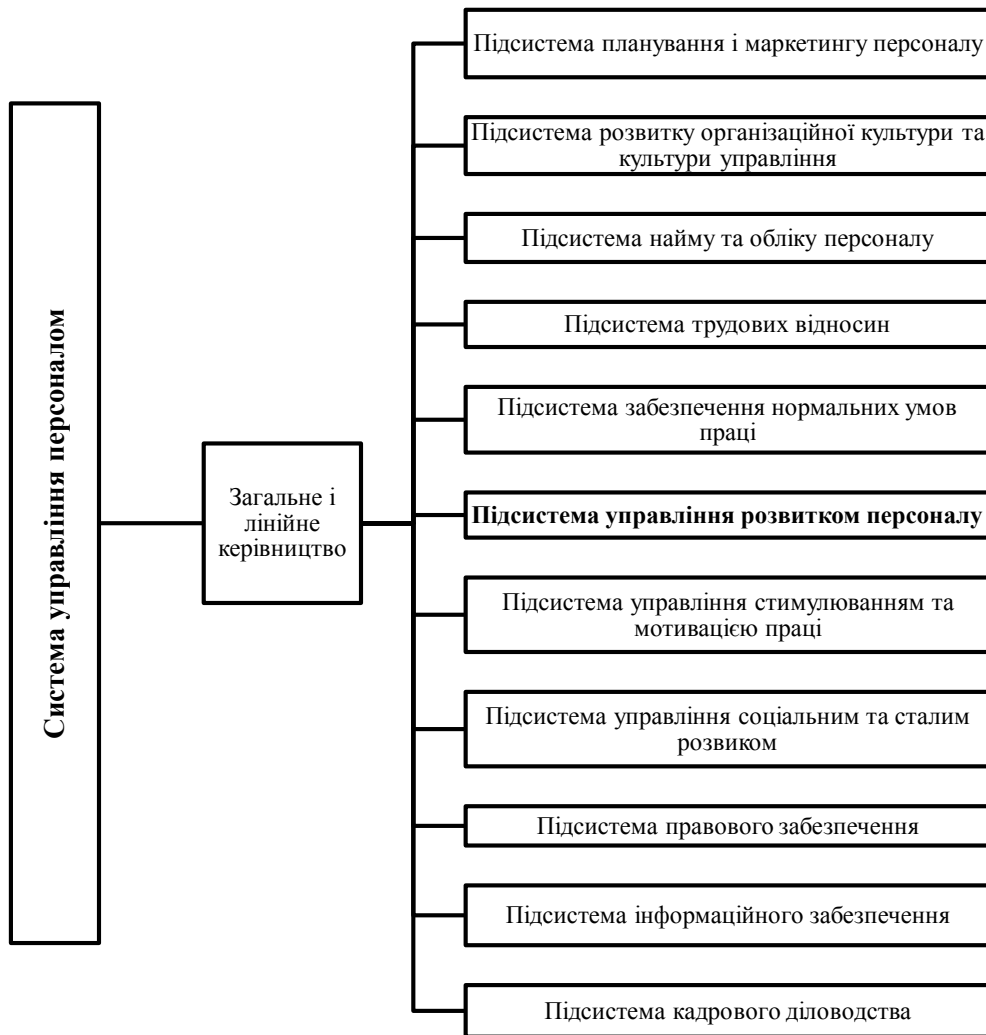 Система управління персоналом
Загальне і
лінійне
керівництво
Підсистема планування і маркетингу персоналу
Підсистема розвитку організаційної культури та
культури управління
Підсистема найму та обліку персоналу
Підсистема трудових відносин
Підсистема забезпечення нормальних умов
праці
Підсистема управління розвитком персоналу
Підсистема управління стимулюванням та
мотивацією праці
Підсистема управління соціальним та сталим
розвиком
Підсистема правового забезпечення
Підсистема інформаційного забезпечення
Підсистема кадрового діловодства